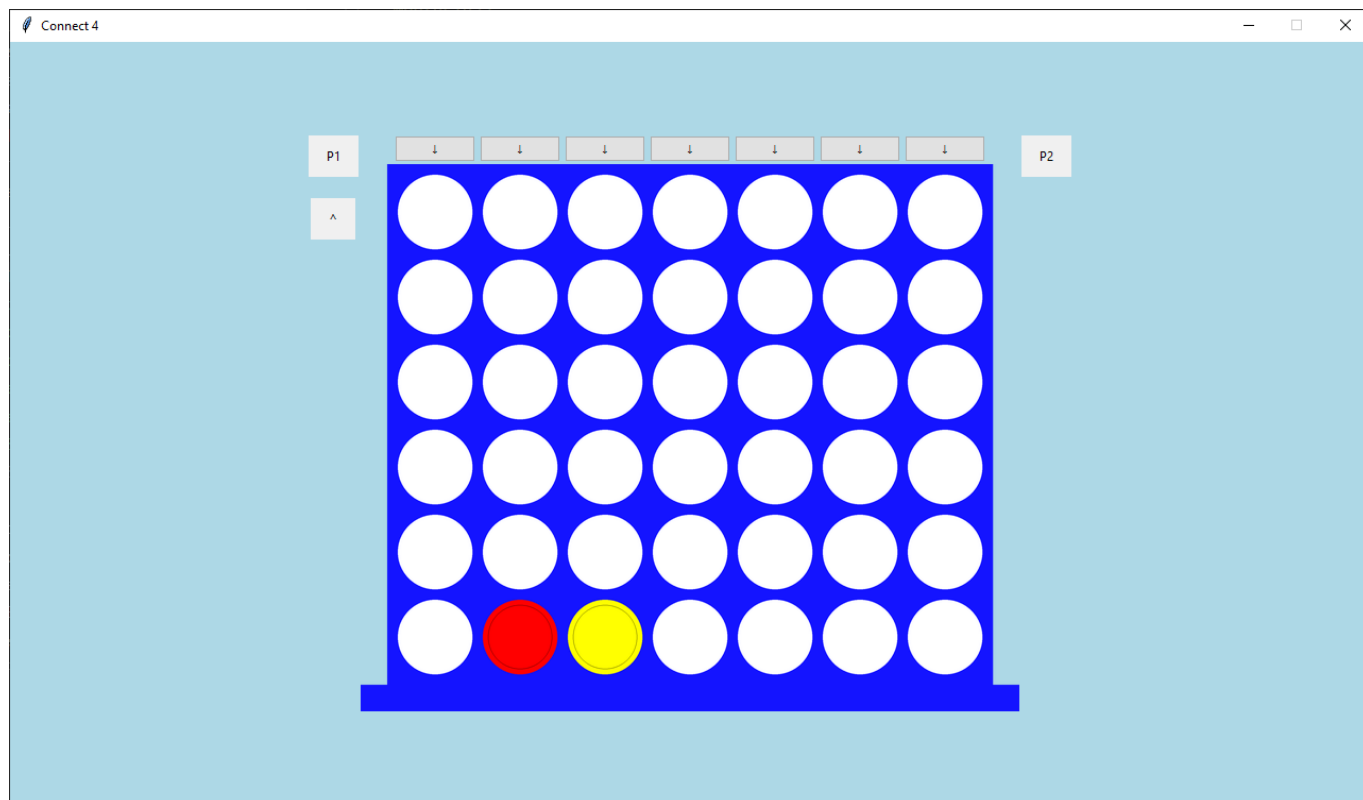 Connect 4
P1 ↓ ↓ ↓ ↓ ↓ ↓ ↓ P2
^